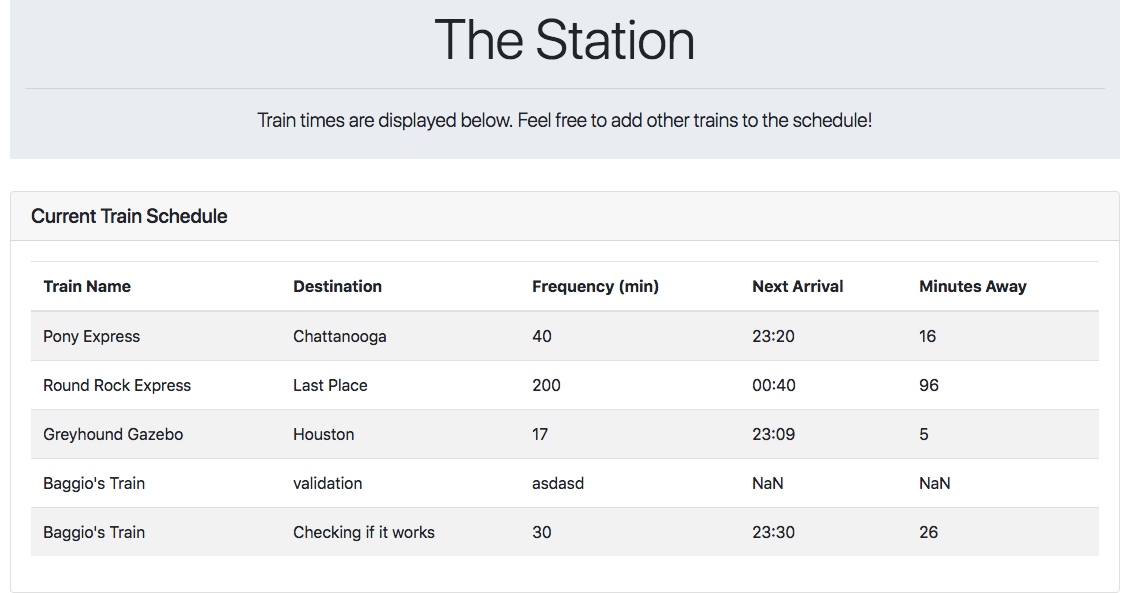 The Station
Train times are displayed below. Feel free to add other trains to the schedule!
Current Train Schedule
Train Name Destination Frequency (min) Next Arrival Minutes Away
Pony Express Chattanooga 40 23:20 16
Round Rock Express Last Place 200 00:40 96
Greyhound Gazebo Houston 17 23:09 5
Baggio's Train validation asdasd NaN NaN
Baggio's Train Checking if it works 30 23:30 26